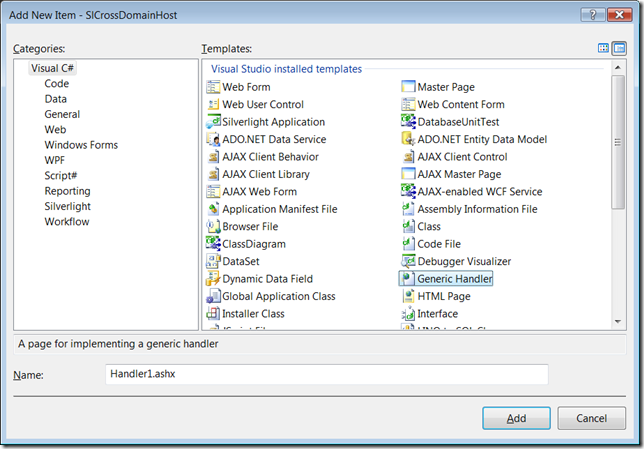 Add New Item - SlCrossDomainHost
Categories:
Templates:
Visual C#
Code
Data
General
Web
Windows Forms
WPF
Script#
Reporting
Silverlight
Workflow
Visual Studio installed templates
Web Form
Master Page
Web User Control
Web Content Form
Silverlight Application
DatabaseUnitTest
ADO.NET Data Service
ADO.NET Entity Data Model
AJAX Client Behavior
AJAX Client Control
AJAX Client Library
AJAX Master Page
AJAX Web Form
AJAX-enabled WCF Service
Application Manifest File
Assembly Information File
Browser File
Class
ClassDiagram
Code File
DataSet
Debugger Visualizer
Dynamic Data Field
Generic Handler
Global Application Class
HTML Page
Installer Class
Interface
A page for implementing a generic handler
Name:
Handler1.ashx
Add
Cancel